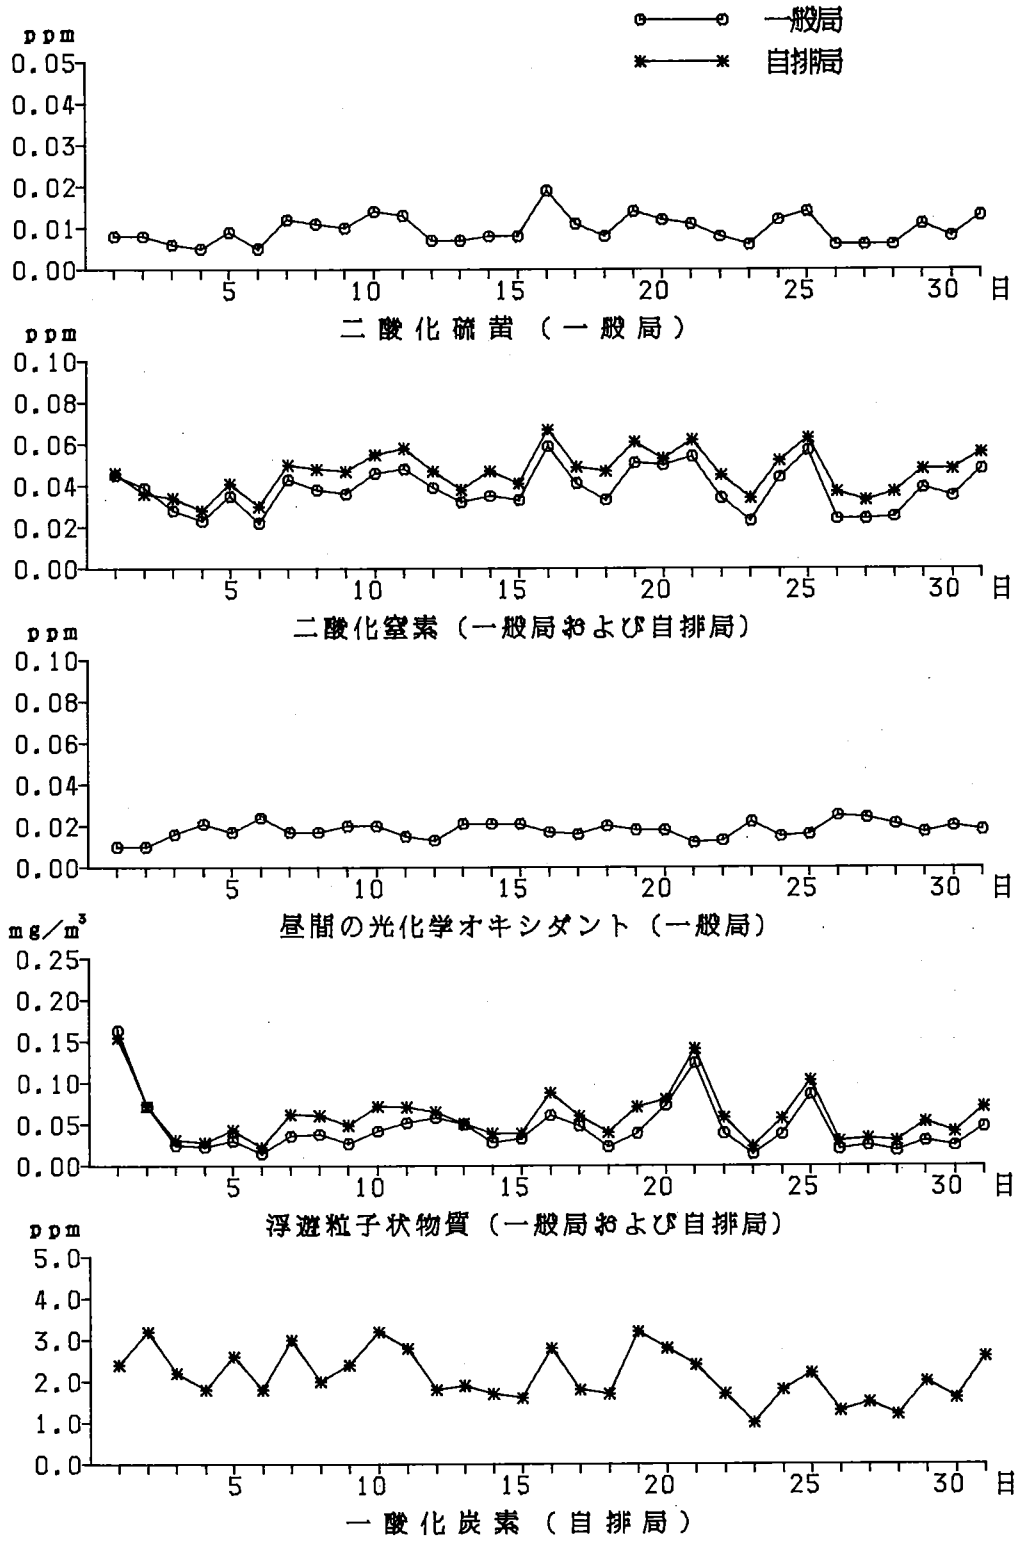 一般局
自排局
ppm
0.05
0.04
0.03
0.02
0.01
0.00
5 10 15 20 25 30 日
二酸化硫黄（一般局）
ppm
0.10
0.08
0.06
0.04
0.02
0.00
5 10 15 20 25 30 日
二酸化窒素（一般局および自排局）
ppm
0.10
0.08
0.06
0.04
0.02
0.00
5 10 15 20 25 30 日
昼間の光化学オキシダント（一般局）
mg/m³
0.25
0.20
0.15
0.10
0.05
0.00
5 10 15 20 25 30 日
浮遊粒子状物質（一般局および自排局）
ppm
5.0
4.0
3.0
2.0
1.0
0.0
5 10 15 20 25 30 日
一酸化炭素（自排局）